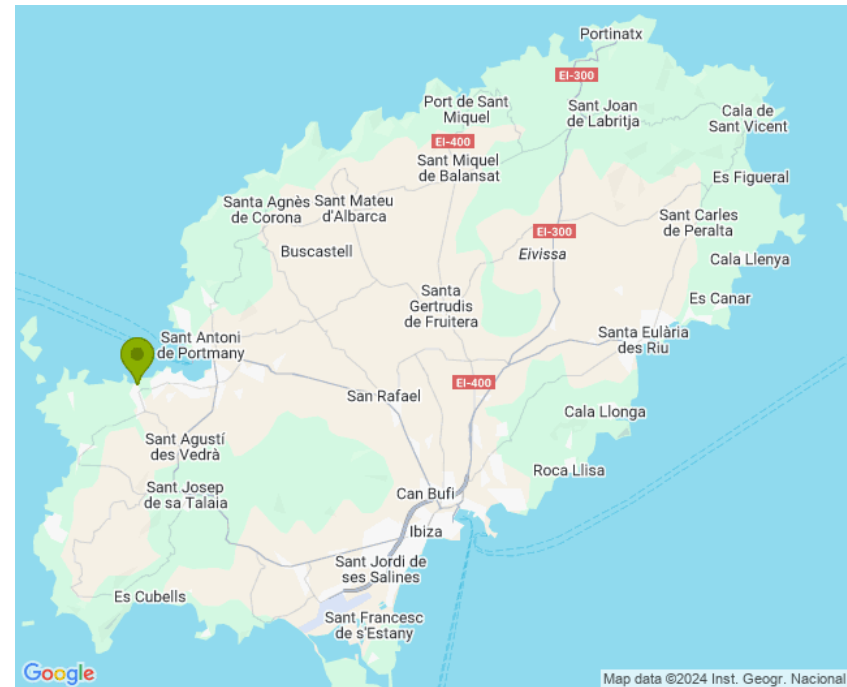 Portinatx
EI-300
Port de Sant
Miquel
Sant Joan
de Labritja
Cala de
Sant Vicent
EI-400
Sant Miquel
de Balansat
Es Figueral
Santa Agnès
de Corona
Sant Mateu
d'Albarca
Sant Carles
de Peralta
EI-300
Buscastell
Eivissa
Cala Llenya
Santa
Gertrudis
de Fruitera
Es Canar
Sant Antoni
de Portmany
Santa Eulària
des Riu
EI-400
San Rafael
Cala Llonga
Sant Agustí
des Vedrà
Roca Llisa
Sant Josep
de sa Talaia
Can Bufi
Ibiza
Sant Jordi de
ses Salines
Es Cubells
Sant Francesc
de s'Estany
Google
Map data ©2024 Inst. Geogr. Nacional